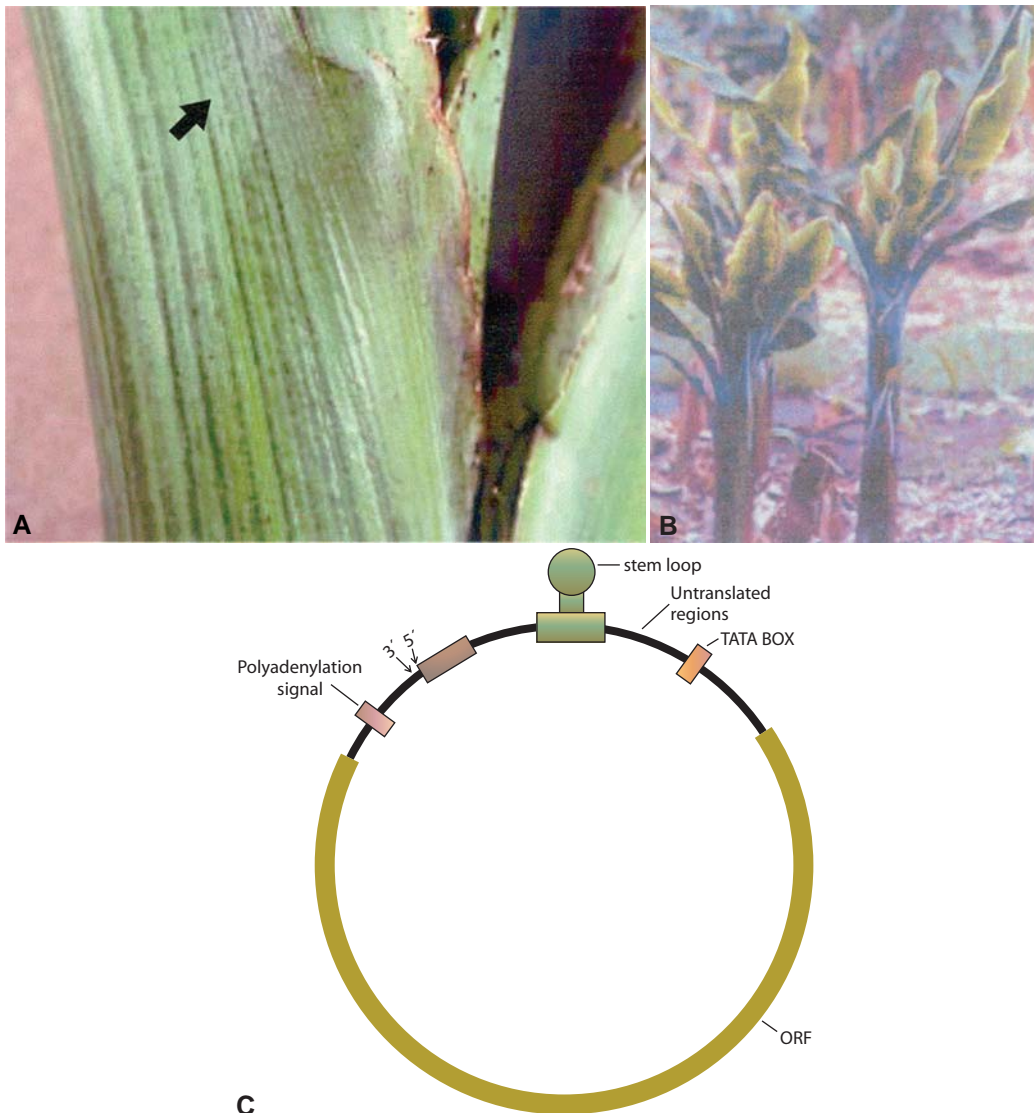 A
B
stem loop
Untranslated
regions
TATA BOX
3´ 5´
Polyadenylation
signal
ORF
C